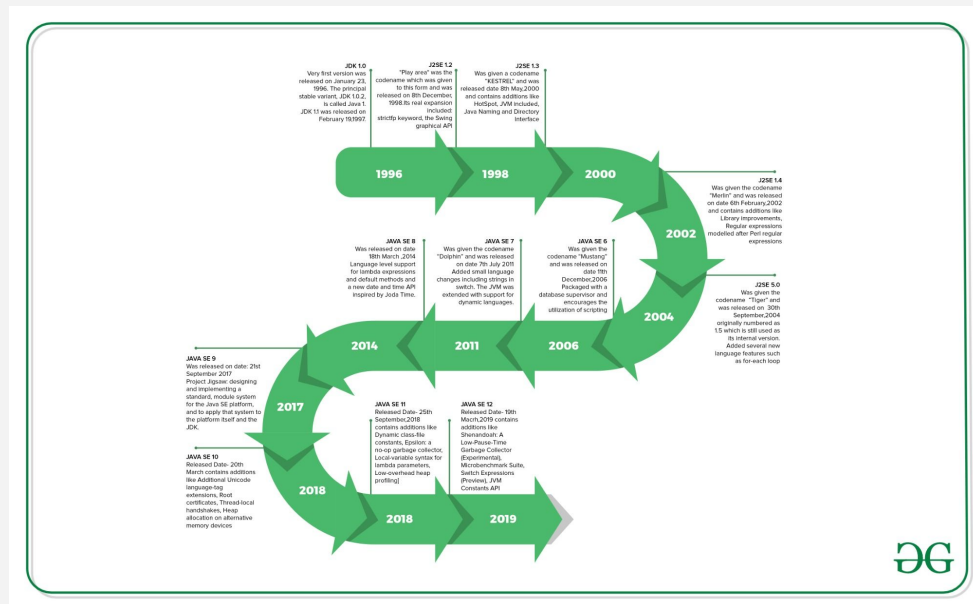 JDK 1.0
Very first version was
released on January 23,
1996. The principal
stable variant, JDK 1.0.2,
is called Java 1.
JDK 1.1 was released on
February 19,1997.
J2SE 1.2
"Play area" was the
codename which was given
to this form and was
released on 8th December,
1998.Its real expansion
included:
strictfp keyword, the Swing
graphical API
J2SE 1.3
Was given a codename
"KESTREL" and was
released date 8th May,2000
and contains additions like
HotSpot, JVM included,
Java Naming and Directory
Interface
1996
1998
2000
J2SE 1.4
Was given the codename
"Merlin" and was released
on date 6th February,2002
and contains additions like
Library improvements,
Regular expressions
modelled after Perl regular
expressions
2002
J2SE 5.0
Was given the
codename "Tiger" and
was released on 30th
September,2004
originally numbered as
1.5 which is still used as
its internal version.
Added several new
language features such
as for-each loop
2004
JAVA SE 6
Was given the
codename "Mustang"
and was released on
date 11th
December,2006
Packaged with a
database supervisor and
encourages the
utilization of scripting
2006
JAVA SE 7
Was given the codename
"Dolphin" and was released
on date 7th July 2011
Added small language
changes including strings in
switch. The JVM was
extended with support for
dynamic languages.
2011
JAVA SE 8
Was released on date
18th March ,2014
Language level support
for lambda expressions
and default methods and
a new date and time API
inspired by Joda Time.
2014
JAVA SE 9
Was released on date: 21st
September 2017
Project Jigsaw: designing
and implementing a
standard, module system
for the Java SE platform,
and to apply that system to
the platform itself and the
JDK.
2017
JAVA SE 10
Released Date- 20th
March contains additions
like Additional Unicode
language-tag
extensions, Root
certificates, Thread-local
handshakes, Heap
allocation on alternative
memory devices
2018
JAVA SE 11
Released Date- 25th
September,2018
contains additions like
Dynamic class-file
constants, Epsilon: a
no-op garbage collector,
Local-variable syntax for
lambda parameters,
Low-overhead heap
profiling]
2018
JAVA SE 12
Released Date- 19th
Macrh,2019 contains
additions like
Shenandoah: A
Low-Pause-Time
Garbage Collector
(Experimental),
Microbenchmark Suite,
Switch Expressions
(Preview), JVM
Constants API
2019